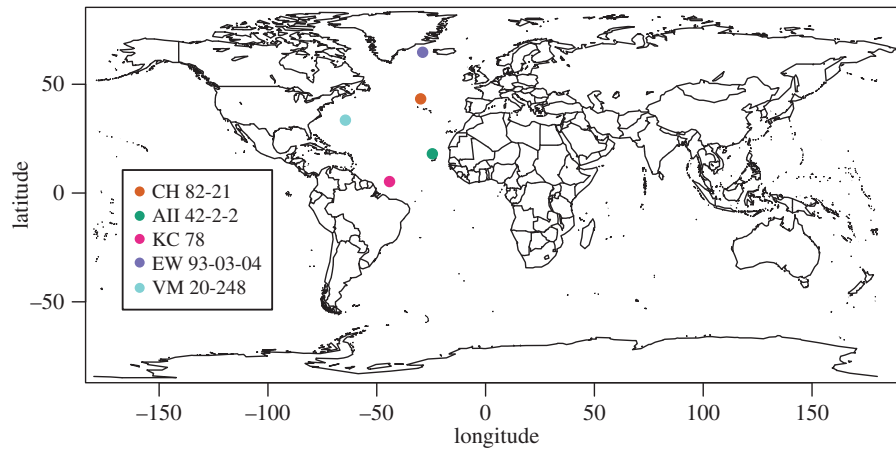 50
0
–50
latitude
CH 82-21
AII 42-2-2
KC 78
EW 93-03-04
VM 20-248
–150
–100
–50
0
50
100
150
longitude